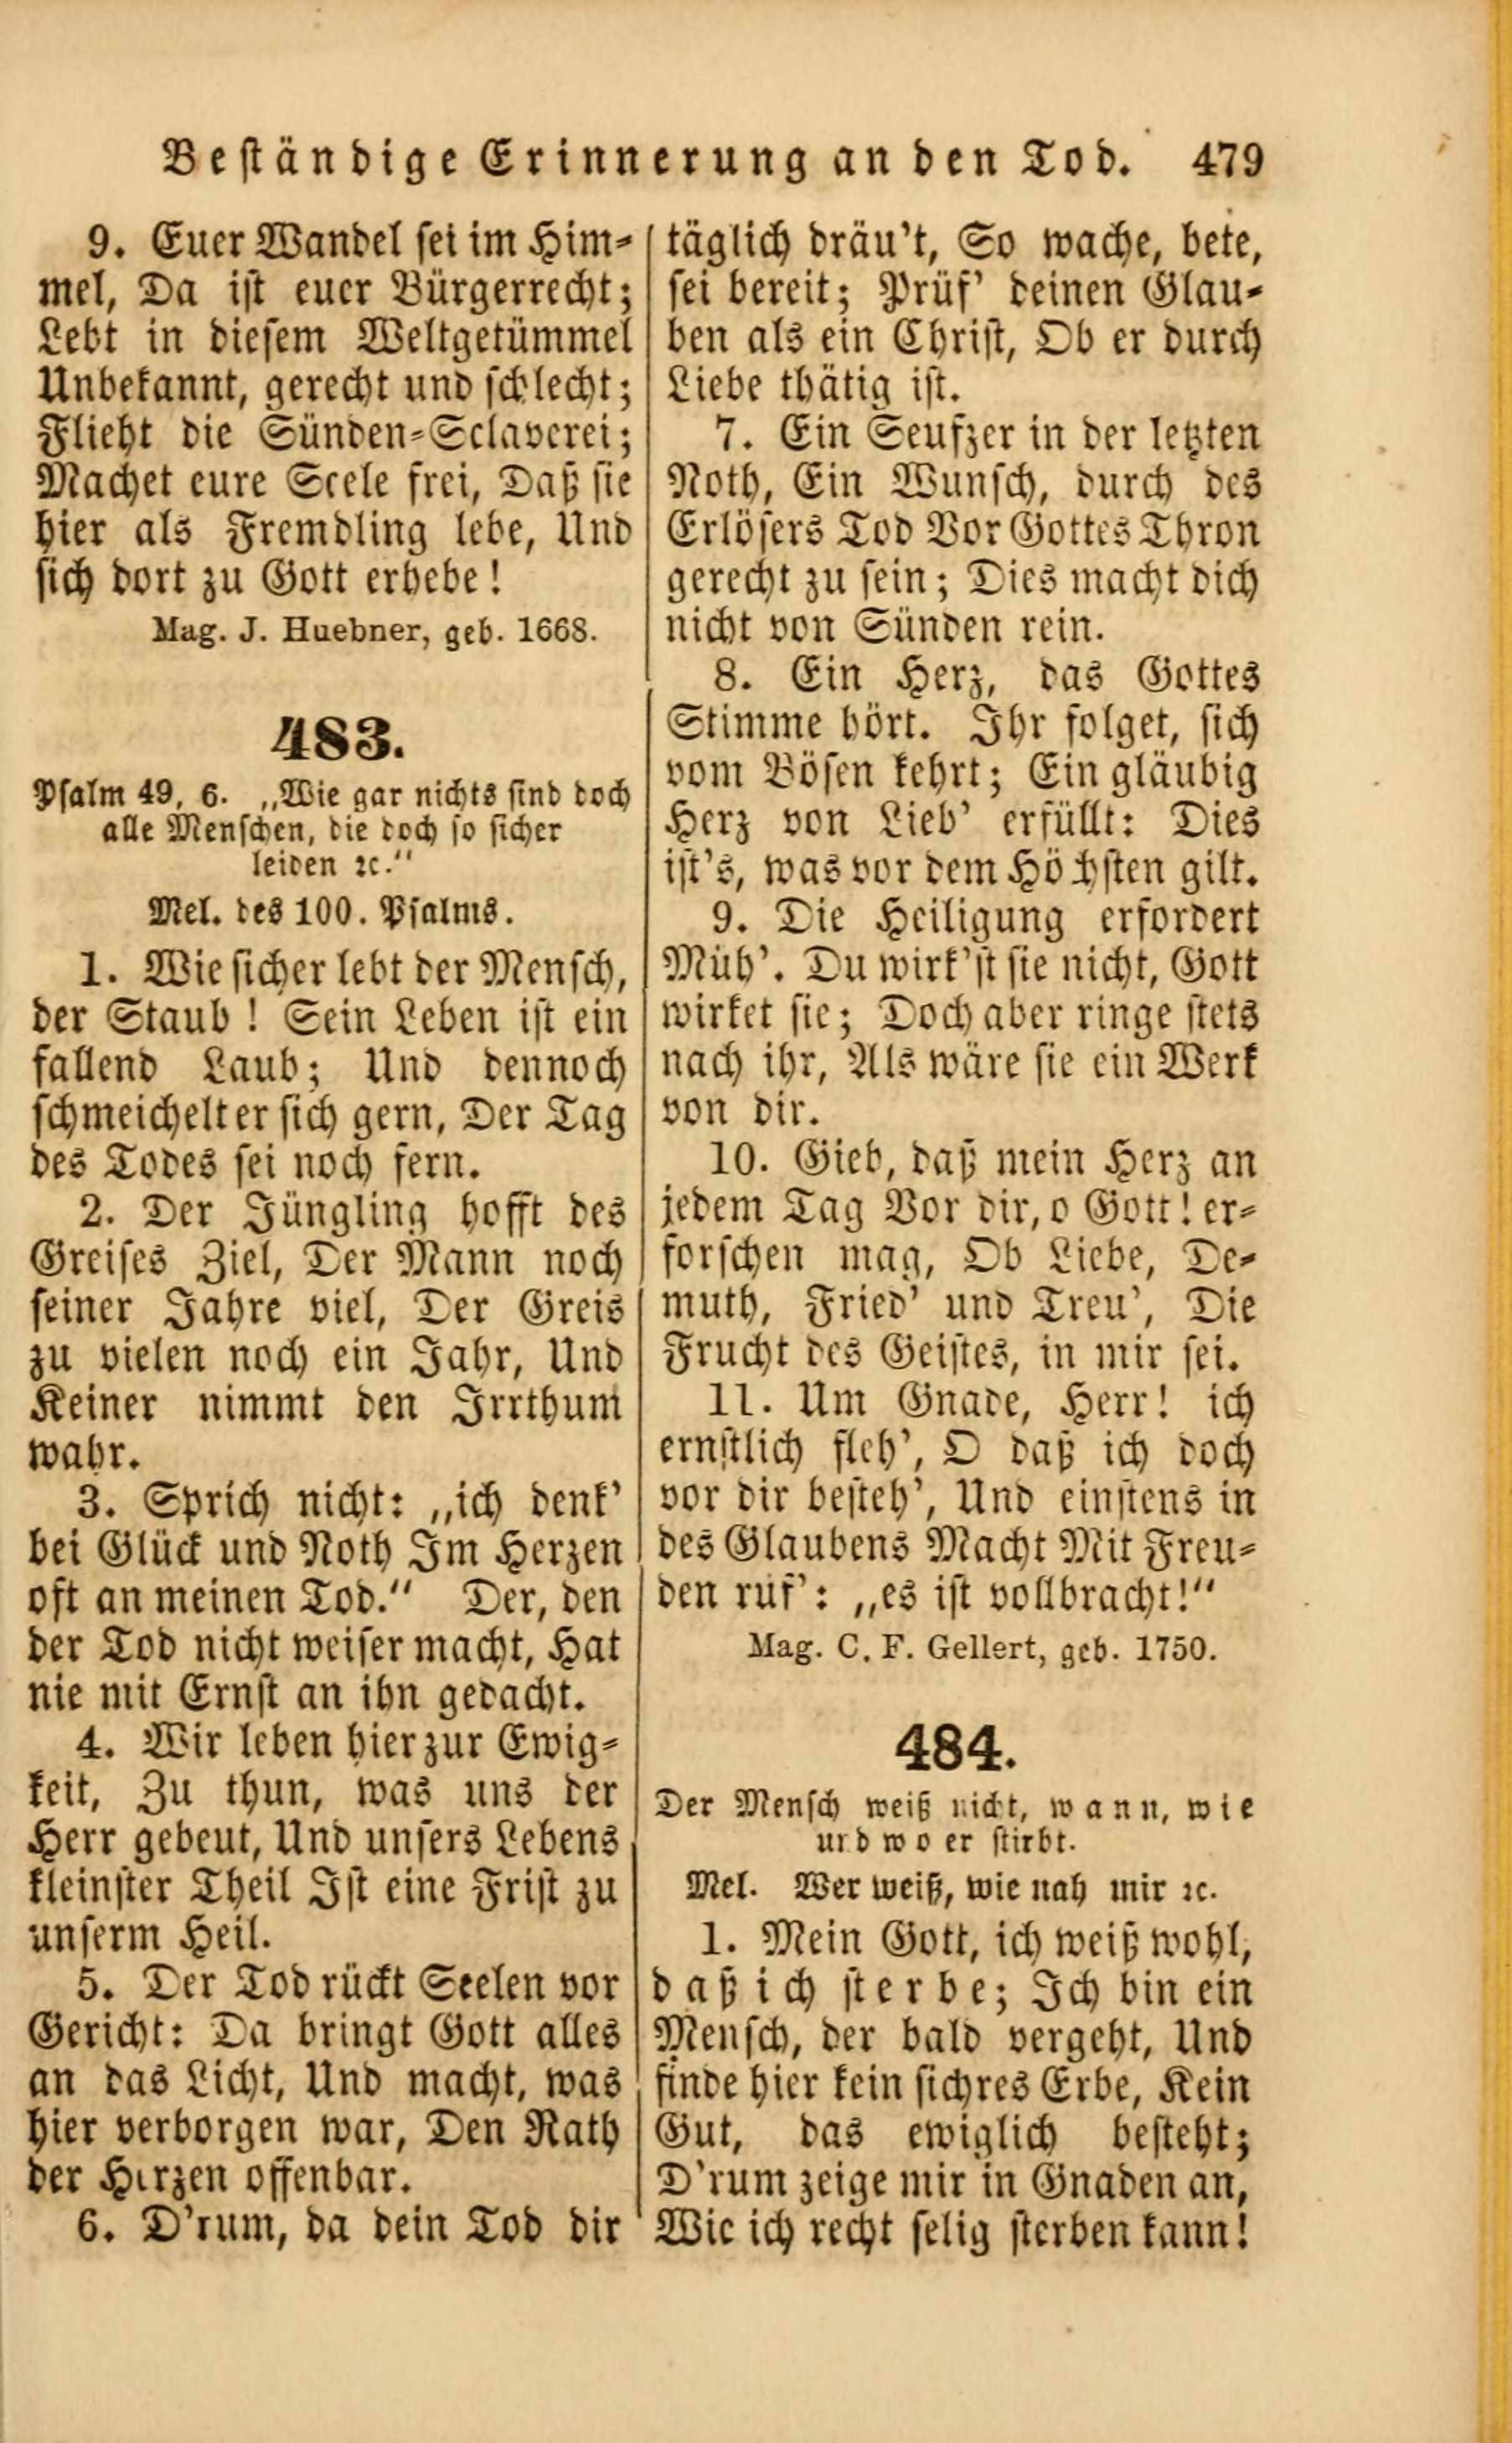 Beständige Erinnerung an den Tod. 479
9. Euer Wandel sei im Him-
mel, Da ist euer Bürgerrecht;
Lebt in diesem Weltgetümmel
Unbekannt, gerecht und schlecht;
Flieht die Sünden-Sclaverei;
Machet eure Seele frei, Daß sie
hier als Fremdling lebe, Und
sich dort zu Gott erhebe!
Mag. J. Huebner, geb. 1668.
483.
Psalm 49, 6. „Wie gar nichts sind doch
alle Menschen, die doch so sicher
leiden ꝛc.“
Mel. des 100. Psalms.
1. Wie sicher lebt der Mensch,
der Staub! Sein Leben ist ein
fallend Laub; Und dennoch
schmeichelt er sich gern, Der Tag
des Todes sei noch fern.
2. Der Jüngling hofft des
Greises Ziel, Der Mann noch
seiner Jahre viel, Der Greis
zu vielen noch ein Jahr, Und
Keiner nimmt den Irrthum
wahr.
3. Sprich nicht: „ich denk'
bei Glück und Noth Im Herzen
oft an meinen Tod.“ Der, den
der Tod nicht weiser macht, Hat
nie mit Ernst an ihn gedacht.
4. Wir leben hier zur Ewig-
keit, Zu thun, was uns der
Herr gebeut, Und unsers Lebens
kleinster Theil Ist eine Frist zu
unserm Heil.
5. Der Tod rückt Seelen vor
Gericht: Da bringt Gott alles
an das Licht, Und macht, was
hier verborgen war, Den Rath
der Herzen offenbar.
6. D'rum, da dein Tod dir
täglich dräu't, So wache, bete,
sei bereit; Prüf' deinen Glau-
ben als ein Christ, Ob er durch
Liebe thätig ist.
7. Ein Seufzer in der letzten
Noth, Ein Wunsch, durch des
Erlösers Tod Vor Gottes Thron
gerecht zu sein; Dies macht dich
nicht von Sünden rein.
8. Ein Herz, das Gottes
Stimme hört. Ihr folget, sich
vom Bösen kehrt; Ein gläubig
Herz von Lieb' erfüllt: Dies
ist's, was vor dem Höchsten gilt.
9. Die Heiligung erfordert
Müh'. Du wirk'st sie nicht, Gott
wirket sie; Doch aber ringe stets
nach ihr, Als wäre sie ein Werk
von dir.
10. Gieb, daß mein Herz an
jedem Tag Vor dir, o Gott! er-
forschen mag, Ob Liebe, De-
muth, Fried' und Treu', Die
Frucht des Geistes, in mir sei.
11. Um Gnade, Herr! ich
ernstlich fleh', O daß ich doch
vor dir besteh', Und einstens in
des Glaubens Macht Mit Freu-
den ruf': „es ist vollbracht!“
Mag. C. F. Gellert, geb. 1750.
484.
Der Mensch weiß nicht, wann, wie
und wo er stirbt.
Mel. Wer weiß, wie nah mir ꝛc.
1. Mein Gott, ich weiß wohl,
daß ich sterbe; Ich bin ein
Mensch, der bald vergeht, Und
finde hier kein sichres Erbe, Kein
Gut, das ewiglich besteht;
D'rum zeige mir in Gnaden an,
Wie ich recht selig sterben kann!